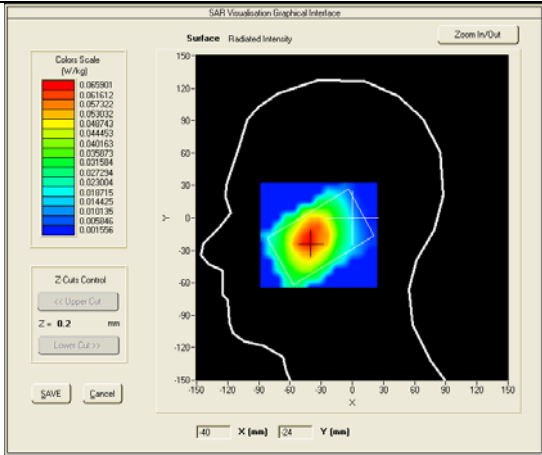 SAR Visualisation Graphical Interface
Surface Radiated Intensity
Zoom In/Out
Colors Scale
(W/kg)
0.065901
0.061612
0.057322
0.053032
0.048743
0.044453
0.040163
0.035873
0.031584
0.027294
0.023004
0.018715
0.014425
0.010135
0.005846
0.001556
Z Cuts Control
<< Upper Cut
Z = 0.2 mm
Lower Cut >>
SAVE Cancel
150-
120-
90-
60-
30-
0-
-30-
-60-
-90-
-120-
-150-
Y
-150 -120 -90 -60 -30 0 30 60 90 120 150
X
-40 X (mm) -24 Y (mm)